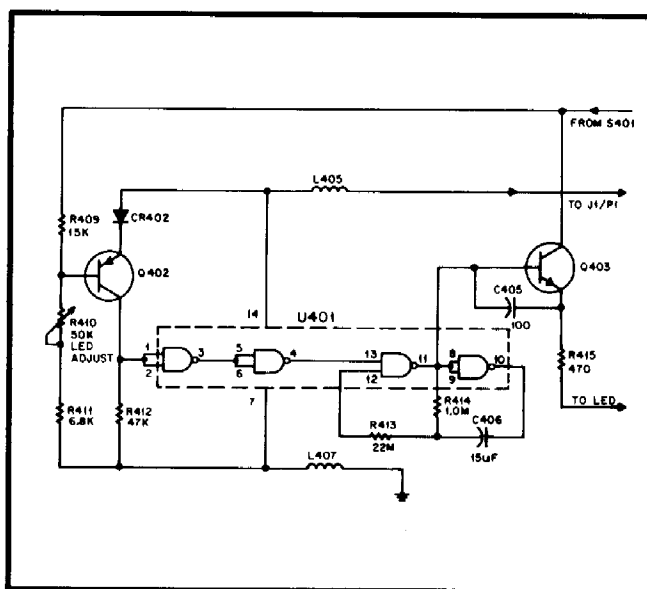 FROM S401
L405
TO J1/P1
CR402
R409
15K
Q402
Q403
C405
100
R410
50K
LED
ADJUST
14
U401
1
2
3
5
6
4
13
12
11
8
9
10
R415
470
7
R411
6.8K
R412
47K
R414
1.0M
R413
22M
C406
15uF
TO LED
L407